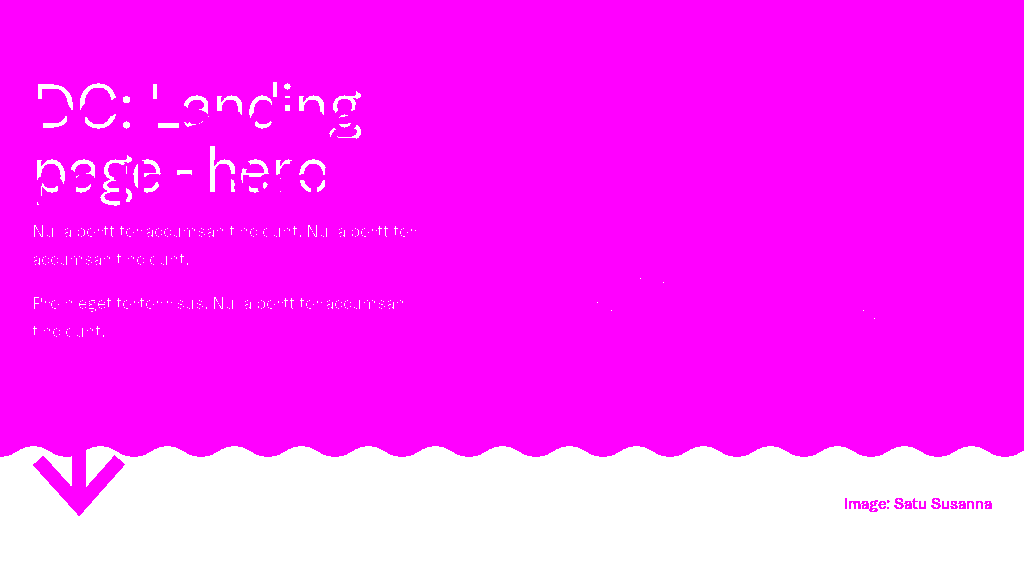 DC: Landing
page - hero
Nulla porttitor accumsan tincidunt. Nulla porttitor
accumsan tincidunt.
Proin eget tortor risus. Nulla porttitor accumsan
tincidunt.
Image: Satu Susanna